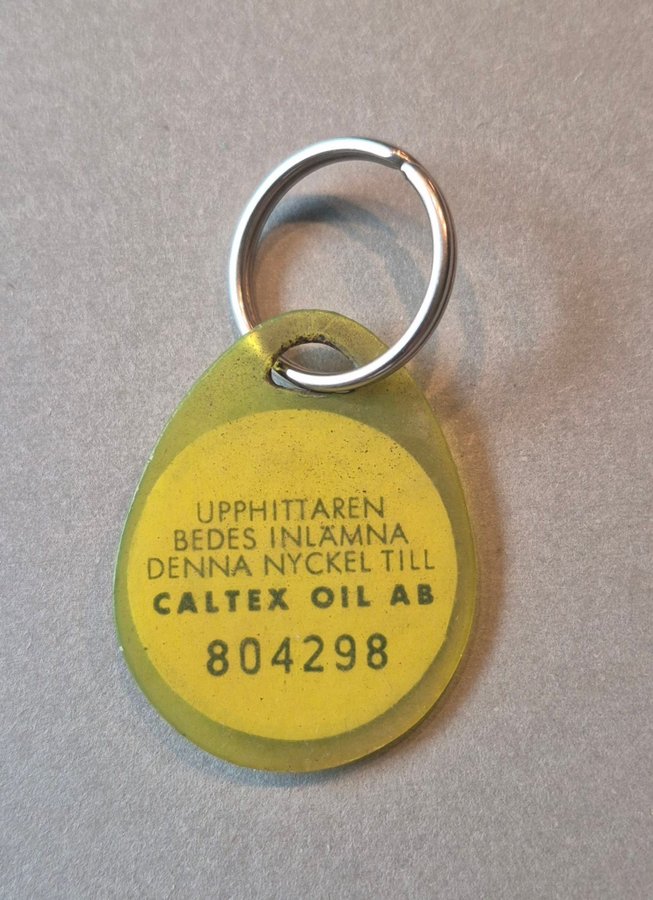 UPPHITTAREN
BEDES INLÄMNA
DENNA NYCKEL TILL
CALTEX OIL AB
804298